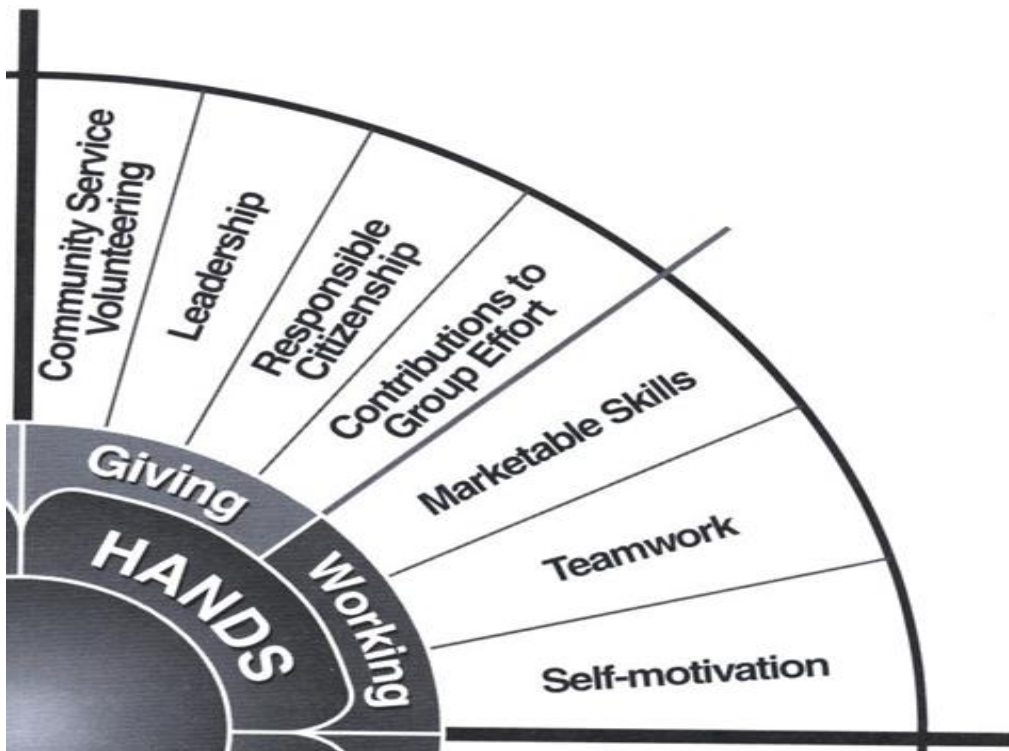 Community Service
Volunteering
Leadership
Responsible
Citizenship
Contributions to
Group Effort
Marketable Skills
Teamwork
Self-motivation
Giving
Working
HANDS